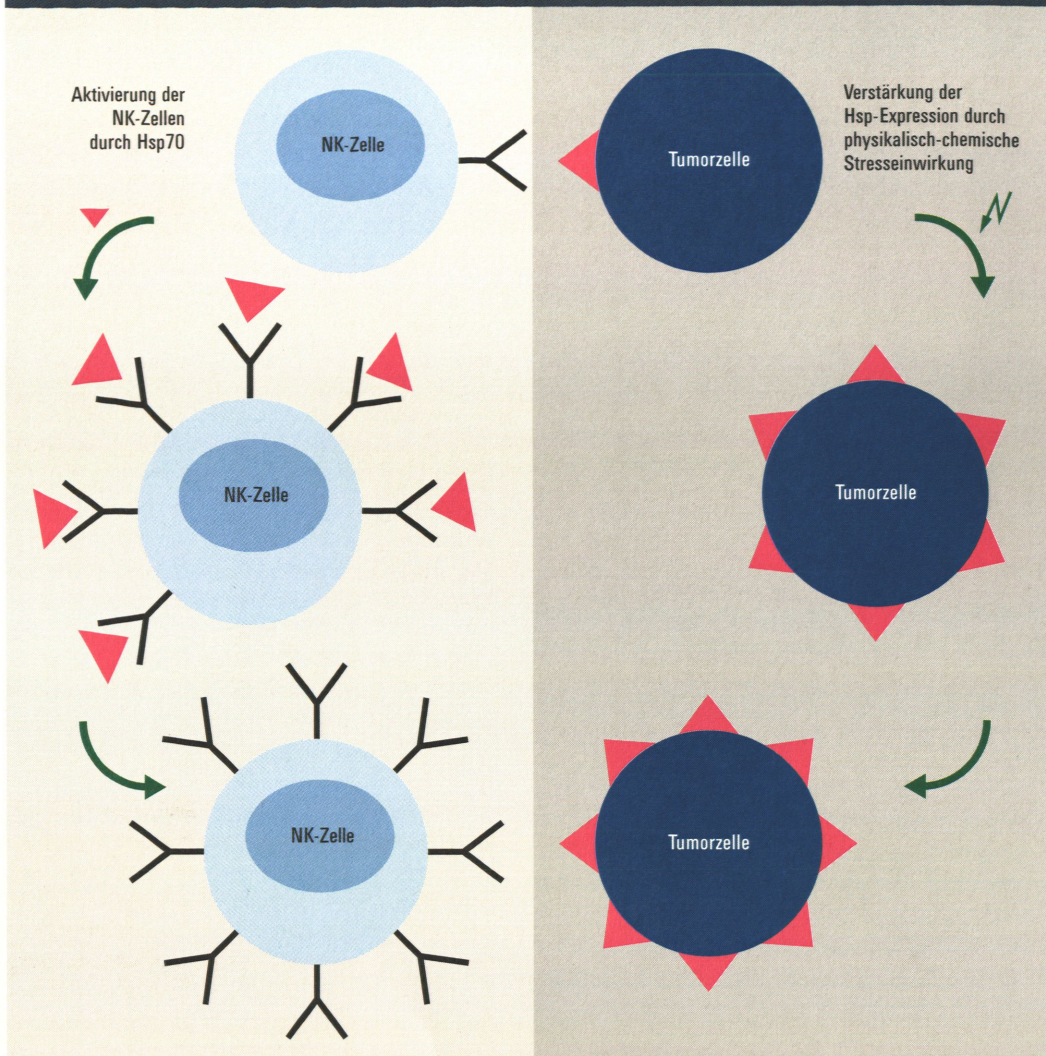 Aktivierung der
NK-Zellen
durch Hsp70
NK-Zelle
Tumorzelle
Verstärkung der
Hsp-Expression durch
physikalisch-chemische
Stresseinwirkung
NK-Zelle
Tumorzelle
NK-Zelle
Tumorzelle